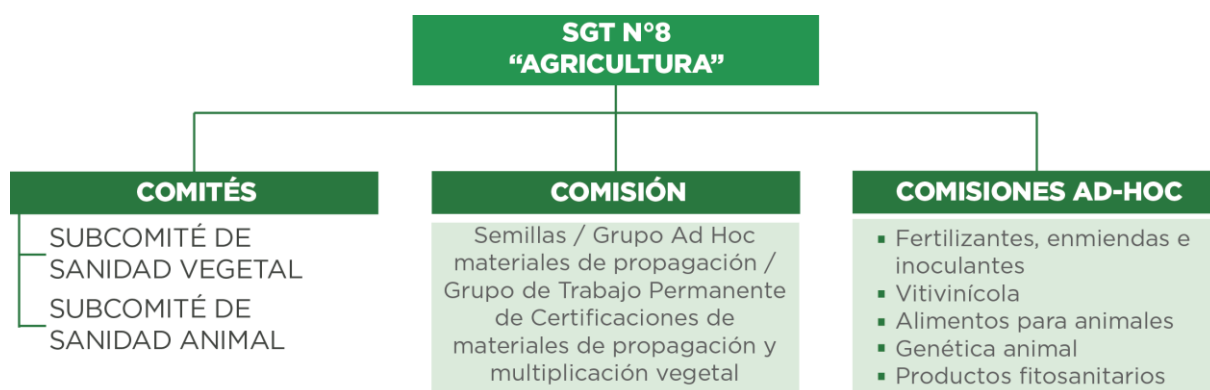 SGT N°8
“AGRICULTURA”
COMITÉS
SUBCOMITÉ DE
SANIDAD VEGETAL
SUBCOMITÉ DE
SANIDAD ANIMAL
COMISIÓN
Semillas / Grupo Ad Hoc
materiales de propagación /
Grupo de Trabajo Permanente
de Certificaciones de
materiales de propagación y
multiplicación vegetal
COMISIONES AD-HOC
▪ Fertilizantes, enmiendas e
inoculantes
▪ Vitivinícola
▪ Alimentos para animales
▪ Genética animal
▪ Productos fitosanitarios